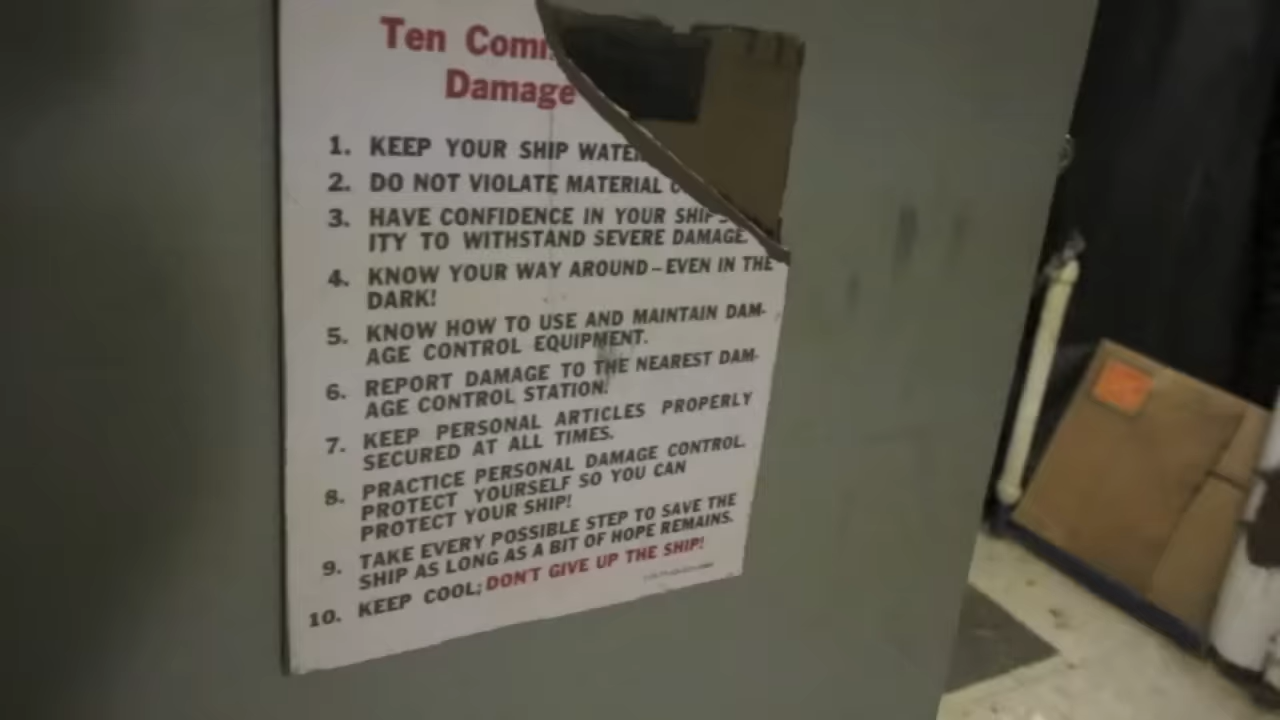 Ten Com
Damage
1. KEEP YOUR SHIP WATER
2. DO NOT VIOLATE MATERIAL
3. HAVE CONFIDENCE IN YOUR SHIP'S
ITY TO WITHSTAND SEVERE DAMAGE.
4. KNOW YOUR WAY AROUND–EVEN IN THE
DARK!
5. KNOW HOW TO USE AND MAINTAIN DAM-
AGE CONTROL EQUIPMENT.
6. REPORT DAMAGE TO THE NEAREST DAM-
AGE CONTROL STATION.
7. KEEP PERSONAL ARTICLES PROPERLY
SECURED AT ALL TIMES.
8. PRACTICE PERSONAL DAMAGE CONTROL.
PROTECT YOURSELF SO YOU CAN
PROTECT YOUR SHIP!
9. TAKE EVERY POSSIBLE STEP TO SAVE THE
SHIP AS LONG AS A BIT OF HOPE REMAINS.
10. KEEP COOL; DON'T GIVE UP THE SHIP!